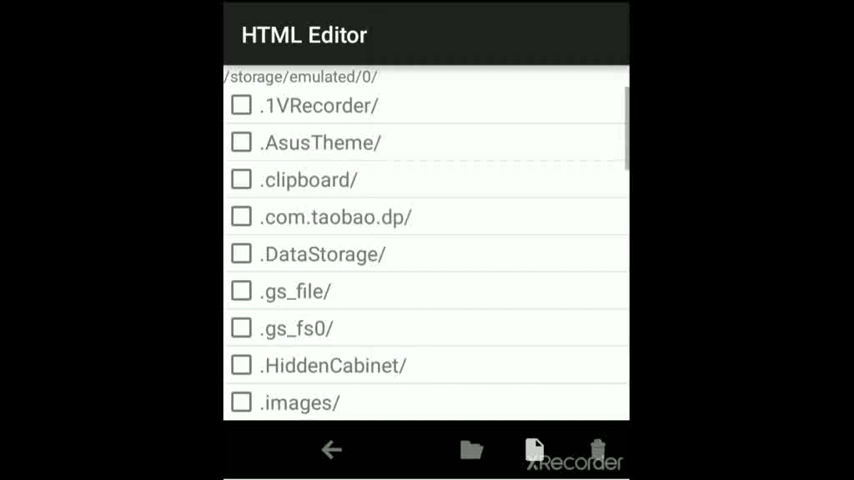 HTML Editor
/storage/emulated/0/
.1VRecorder/
.AsusTheme/
.clipboard/
.com.taobao.dp/
.DataStorage/
.gs_file/
.gs_fs0/
.HiddenCabinet/
.images/
XRecorder